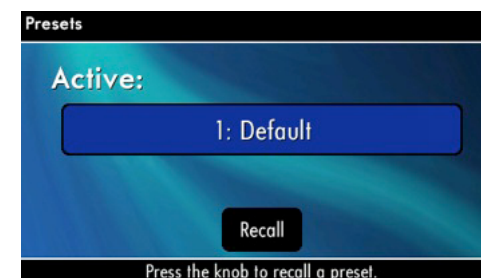 Presets
Active:
1: Default
Recall
Press the knob to recall a preset.